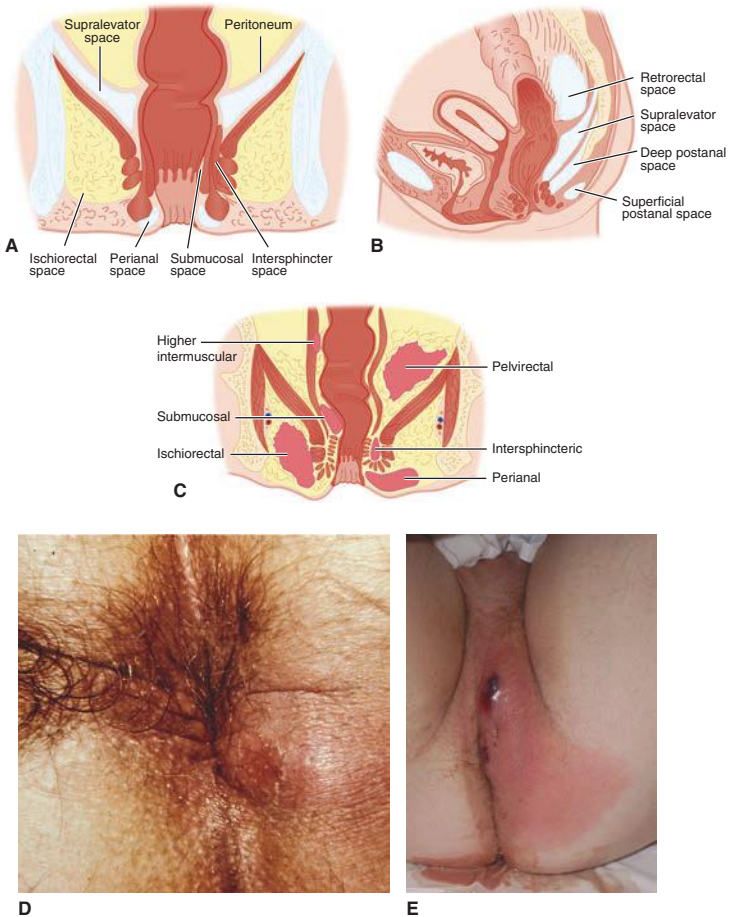 Supralevator
space
Peritoneum
A
Ischiorectal
space
Perianal
space
Submucosal
space
Intersphincter
space
Retrorectal
space
Supralevator
space
Deep postanal
space
Superficial
postanal space
B
Higher
intermuscular
Submucosal
Ischiorectal
Pelvirectal
Intersphincteric
Perianal
C
D
E